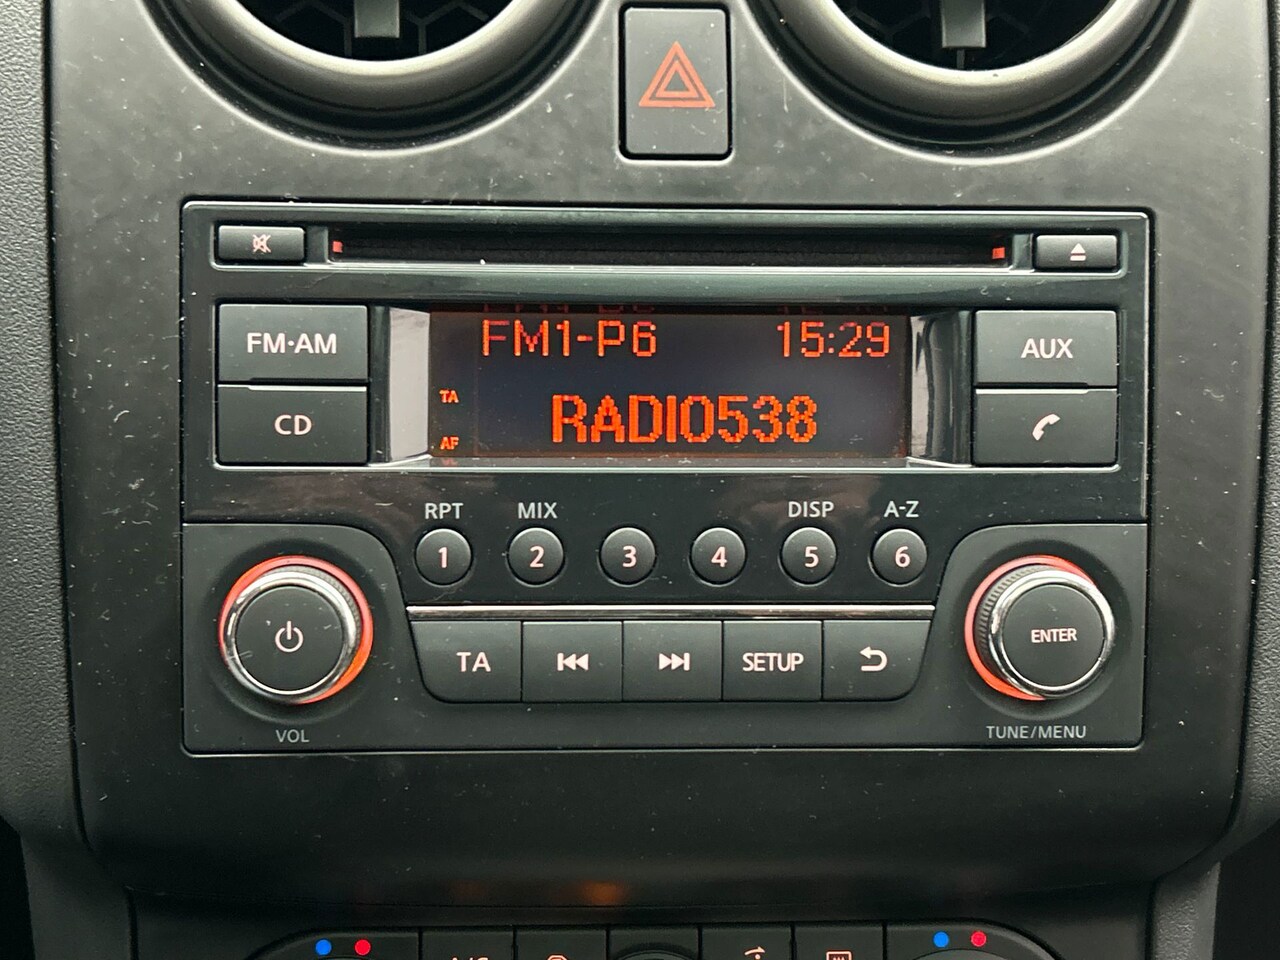 FM·AM
CD
FM1-P6 15:29
TA
RADIO538
AF
AUX
RPT MIX DISP A-Z
1 2 3 4 5 6
TA SETUP
ENTER
VOL
TUNE/MENU
A/C